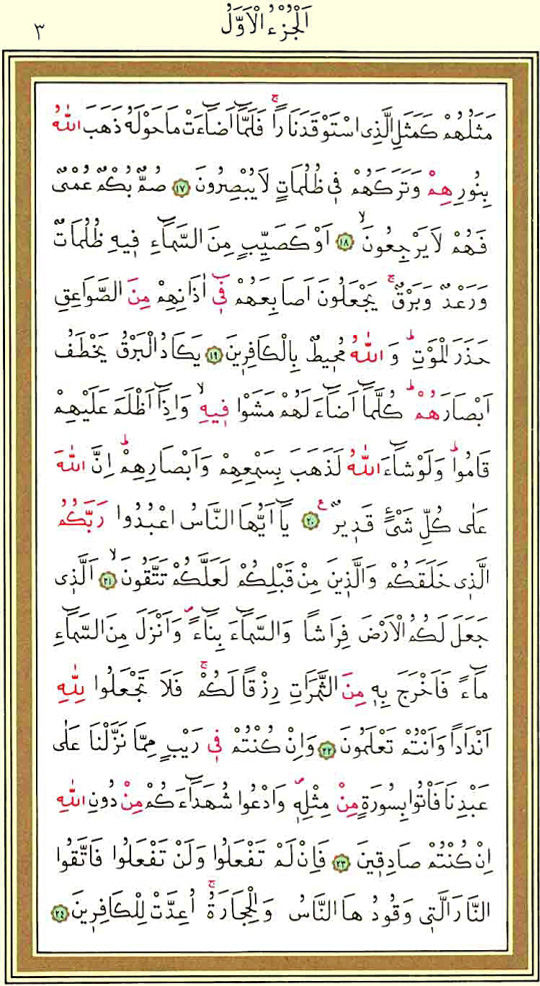 اَلْجُزْءُ الْاَوَّلُ
٣
مَثَلُهُمْ كَمَثَلِ الَّذِى اسْتَوْقَدَ نَارًاۚ فَلَمَّٓا اَضَٓاءَتْ مَا حَوْلَهُ ذَهَبَ اللّٰهُ
بِنُورِهِمْ وَتَرَكَهُمْ فٖى ظُلُمَاتٍ لَا يُبْصِرُونَ ١٧ صُمٌّ بُكْمٌ عُمْىٌ
فَهُمْ لَا يَرْجِعُونَۙ ١٨ اَوْ كَصَيِّبٍ مِنَ السَّمَٓاءِ فٖيهِ ظُلُمَاتٌ
وَرَعْدٌ وَبَرْقٌۚ يَجْعَلُونَ اَصَابِعَهُمْ فٖٓى اٰذَانِهِمْ مِنَ الصَّوَاعِقِ
حَذَرَ الْمَوْتِؕ وَاللّٰهُ مُحٖيطٌ بِالْكَافِرٖينَ ١٩ يَكَادُ الْبَرْقُ يَخْطَفُ
اَبْصَارَهُمْؕ كُلَّمَٓا اَضَٓاءَ لَهُمْ مَشَوْا فٖيهِۙ وَاِذَٓا اَظْلَمَ عَلَيْهِمْ
قَامُواؕ وَلَوْ شَٓاءَ اللّٰهُ لَذَهَبَ بِسَمْعِهِمْ وَاَبْصَارِهِمْؕ اِنَّ اللّٰهَ
عَلٰى كُلِّ شَىْءٍ قَدٖيرٌࣖ ٢٠ يَٓا اَيُّهَا النَّاسُ اعْبُدُوا رَبَّكُمُ
الَّذٖى خَلَقَكُمْ وَالَّذٖينَ مِنْ قَبْلِكُمْ لَعَلَّكُمْ تَتَّقُونَۙ ٢١ اَلَّذٖى
جَعَلَ لَكُمُ الْاَرْضَ فِرَاشًا وَالسَّمَٓاءَ بِنَٓاءً وَاَنْزَلَ مِنَ السَّمَٓاءِ
مَٓاءً فَاَخْرَجَ بِهٖ مِنَ الثَّمَرَاتِ رِزْقًا لَكُمْۚ فَلَا تَجْعَلُوا لِلّٰهِ
اَنْدَادًا وَاَنْتُمْ تَعْلَمُونَ ٢٢ وَاِنْ كُنْتُمْ فٖى رَيْبٍ مِمَّا نَزَّلْنَا عَلٰى
عَبْدِنَا فَأْتُوا بِسُورَةٍ مِنْ مِثْلِهٖ وَادْعُوا شُهَدَٓاءَكُمْ مِنْ دُونِ اللّٰهِ
اِنْ كُنْتُمْ صَادِقٖينَ ٢٣ فَاِنْ لَمْ تَفْعَلُوا وَلَنْ تَفْعَلُوا فَاتَّقُوا
النَّارَ الَّتٖى وَقُودُهَا النَّاسُ وَالْحِجَارَةُۚ اُعِدَّتْ لِلْكَافِرٖينَ ٢٤